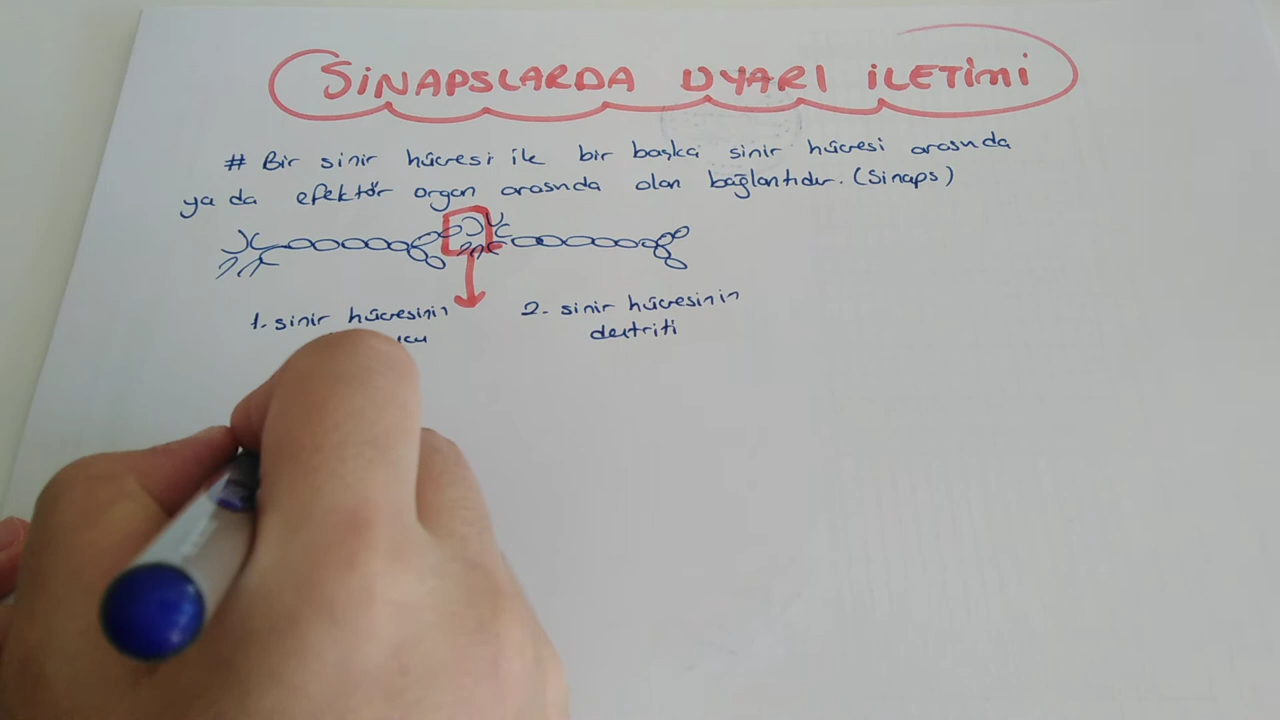 SİNAPSLARDA UYARI İLETİMİ
# Bir sinir hücresi ile bir başka sinir hücresi arasında
ya da efektör organ arasında olan bağlantıdır. (Sinaps)
1. sinir hücresinin
2. sinir hücresinin
dentriti